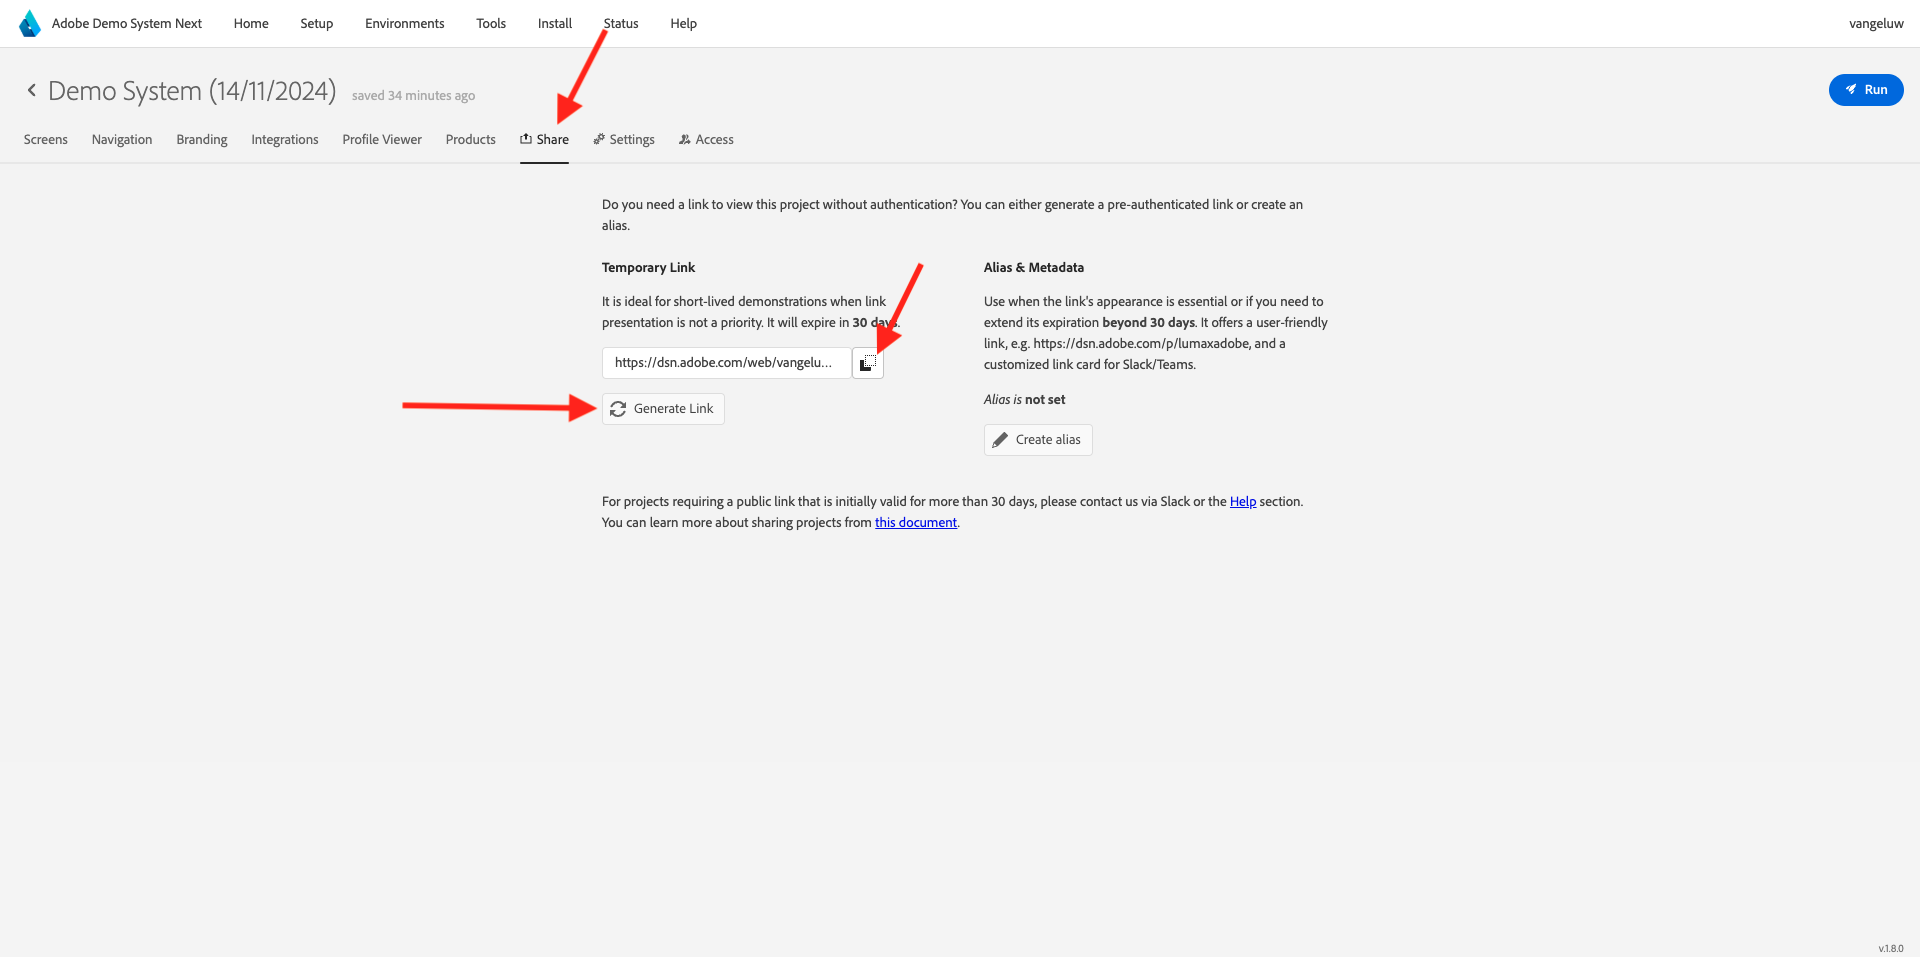 Adobe Demo System Next Home Setup Environments Tools Install Status Help vangeluw
Demo System (14/11/2024) saved 34 minutes ago Run
Screens Navigation Branding Integrations Profile Viewer Products Share Settings Access
Do you need a link to view this project without authentication? You can either generate a pre-authenticated link or create an
alias.
Temporary Link
It is ideal for short-lived demonstrations when link
presentation is not a priority. It will expire in 30 days.
https://dsn.adobe.com/web/vangelu...
Generate Link
Alias & Metadata
Use when the link's appearance is essential or if you need to
extend its expiration beyond 30 days. It offers a user-friendly
link, e.g. https://dsn.adobe.com/p/lumaxadobe, and a
customized link card for Slack/Teams.
Alias is not set
Create alias
For projects requiring a public link that is initially valid for more than 30 days, please contact us via Slack or the Help section.
You can learn more about sharing projects from this document.
v.1.8.0